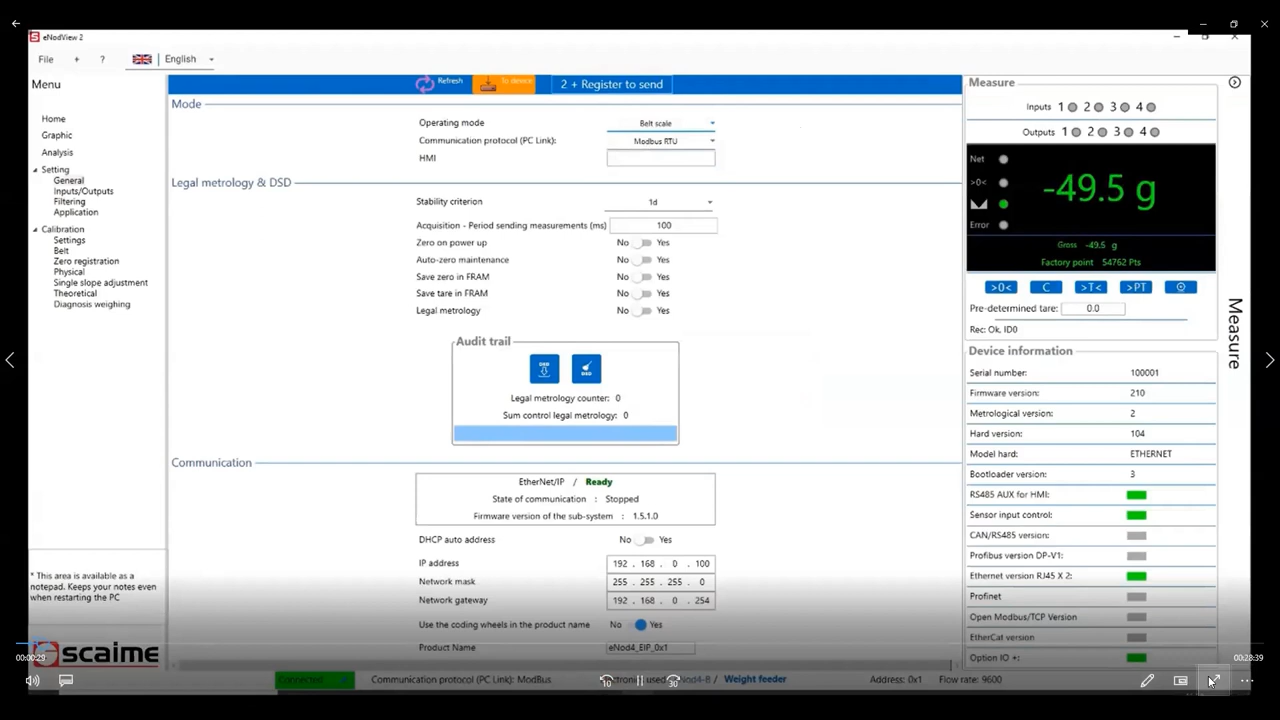 eNodView 2
File + ? English
Menu
Home
Graphic
Analysis
Setting
General
Inputs/Outputs
Filtering
Application
Calibration
Settings
Belt
Zero registration
Physical
Single slope adjustment
Theoretical
Diagnosis weighing
* This area is available as a
notepad. Keeps your notes even
when restarting the PC
scaime
Refresh To device 2 + Register to send
Mode
Operating mode Belt scale
Communication protocol (PC Link): Modbus RTU
HMI
Legal metrology & DSD
Stability criterion 1d
Acquisition - Period sending measurements (ms) 100
Zero on power up No Yes
Auto-zero maintenance No Yes
Save zero in FRAM No Yes
Save tare in FRAM No Yes
Legal metrology No Yes
Audit trail
DSD DSD
Legal metrology counter: 0
Sum control legal metrology: 0
Communication
EtherNet/IP / Ready
State of communication : Stopped
Firmware version of the sub-system : 1.5.1.0
DHCP auto address No Yes
IP address 192 . 168 . 0 . 100
Network mask 255 . 255 . 255 . 0
Network gateway 192 . 168 . 0 . 254
Use the coding wheels in the product name No Yes
Product Name eNod4_EIP_0x1
Measure
Inputs 1 2 3 4
Outputs 1 2 3 4
Net
>0<
Error
-49.5 g
Gross -49.5 g
Factory point 54762 Pts
>0< C >T< >PT
Pre-determined tare: 0.0
Rec: Ok, ID0
Measure
Device information
Serial number: 100001
Firmware version: 210
Metrological version: 2
Hard version: 104
Model hard: ETHERNET
Bootloader version: 3
RS485 AUX for HMI:
Sensor input control:
CAN/RS485 version:
Profibus version DP-V1:
Ethernet version RJ45 X 2:
Profinet
Open Modbus/TCP Version
EtherCat version
Option IO +:
Connected Communication protocol (PC Link): ModBus used eNod4-B / Weight feeder Address: 0x1 Flow rate: 9600
00:00:29 00:28:39
10 30